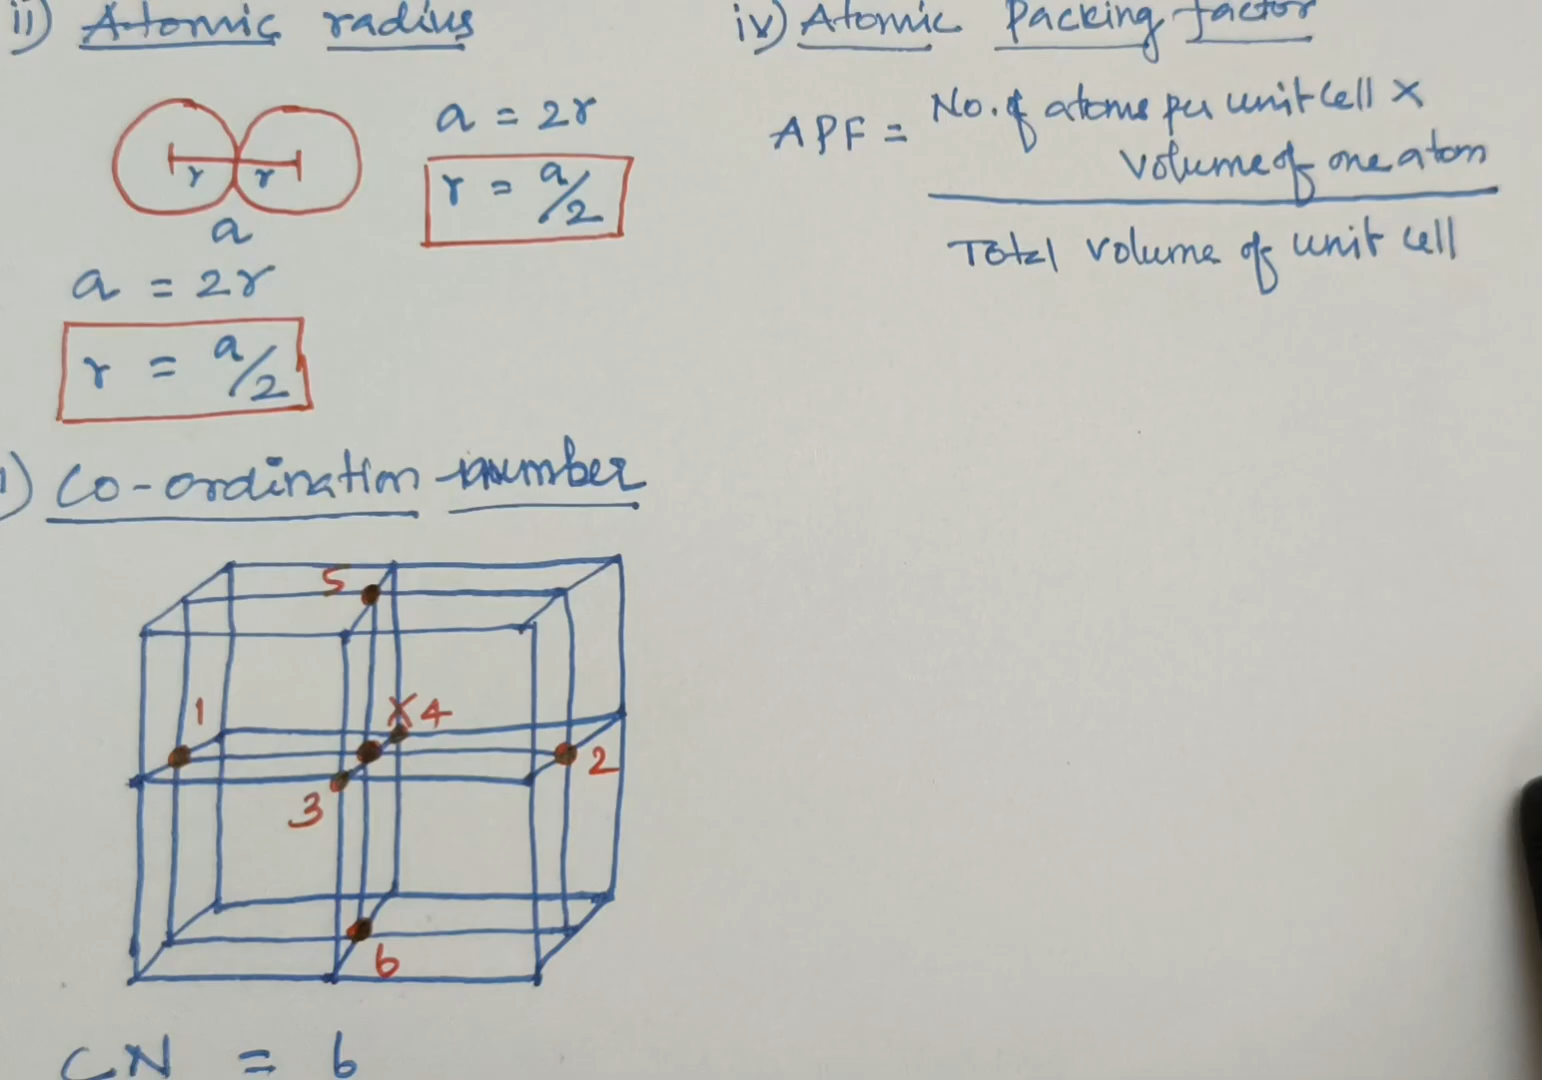 ii) Atomic radius
r r
a
a = 2r
r = a/2
a = 2r
r = a/2
i) Co-ordination number
5
1
X 4
2
3
6
CN = 6
iv) Atomic Packing factor
APF = No. of atoms per unit cell X
volume of one atom
Total volume of unit cell